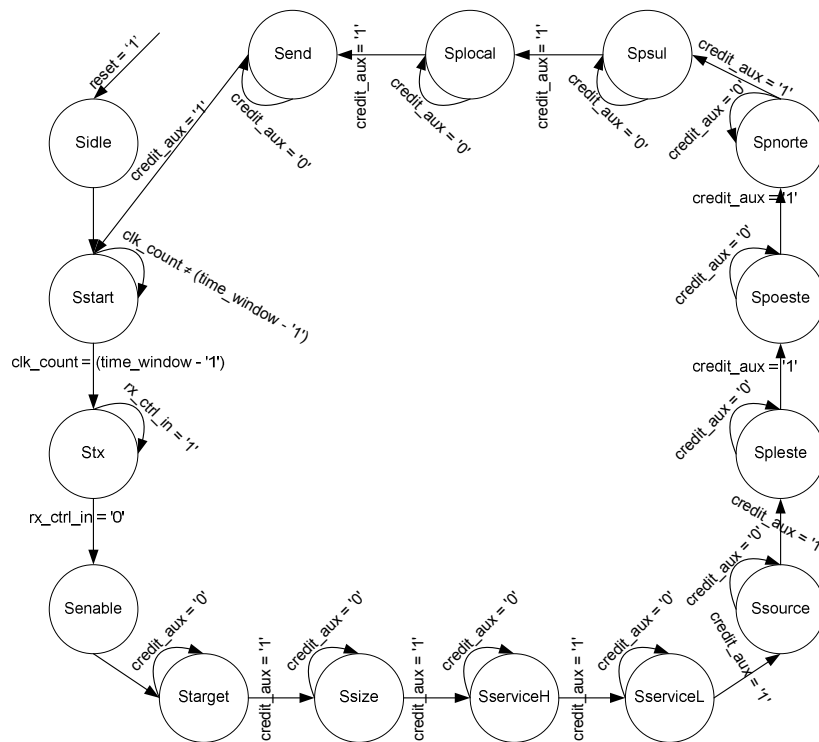 reset = '1'
Send
Splocal
Spsul
credit_aux = '1'
credit_aux = '1'
credit_aux = '1'
credit_aux = '1'
credit_aux = '0'
credit_aux = '0'
credit_aux = '0'
credit_aux = '0'
Sidle
Spnorte
credit_aux = '1'
clk_count ≠ (time_window - '1')
credit_aux = '0'
Sstart
Spoeste
clk_count = (time_window - '1')
credit_aux = '1'
rx_ctrl_in = '1'
credit_aux = '0'
Stx
Spleste
rx_ctrl_in = '0'
credit_aux = '1'
credit_aux = '0'
Senable
Ssource
credit_aux = '0'
credit_aux = '0'
credit_aux = '0'
credit_aux = '0'
credit_aux = '1'
Starget
credit_aux = '1'
Ssize
credit_aux = '1'
SserviceH
credit_aux = '1'
SserviceL